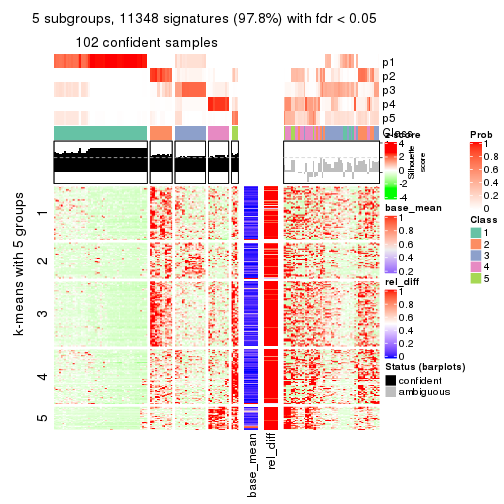 5 subgroups, 11348 signatures (97.8%) with fdr < 0.05
102 confident samples
p1
p2
p3
p4
p5
Class
Silhouette
score
k-means with 5 groups
1
2
3
4
5
base_mean
rel_diff
z-score
4
2
0
-2
-4
base_mean
1
0.8
0.6
0.4
0.2
rel_diff
1
0.8
0.6
0.4
0.2
0
Status (barplots)
confident
ambiguous
Prob
1
0.8
0.6
0.4
0.2
0
Class
1
2
3
4
5